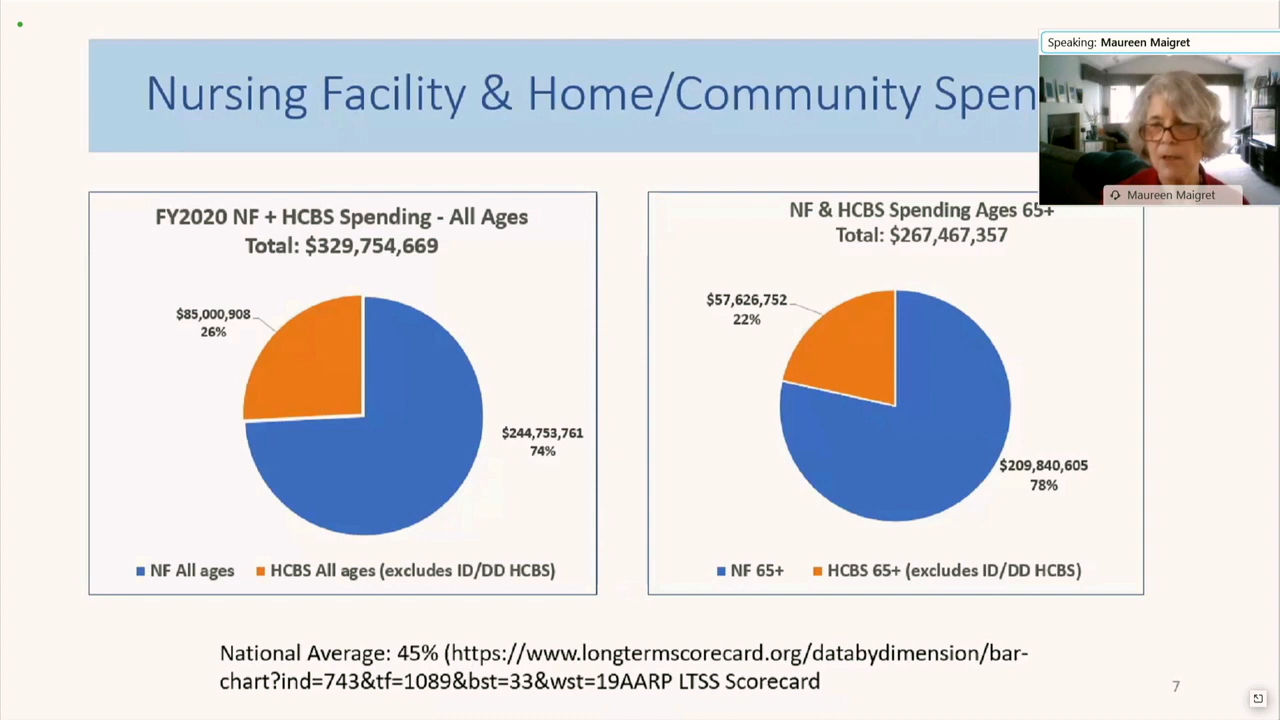 Speaking: Maureen Maigret
Nursing Facility & Home/Community Spen
Maureen Maigret
FY2020 NF + HCBS Spending - All Ages
Total: $329,754,669
$85,000,908
26%
$244,753,761
74%
NF All ages
HCBS All ages (excludes ID/DD HCBS)
NF & HCBS Spending Ages 65+
Total: $267,467,357
$57,626,752
22%
$209,840,605
78%
NF 65+
HCBS 65+ (excludes ID/DD HCBS)
National Average: 45% (https://www.longtermscorecard.org/databydimension/bar-
chart?ind=743&tf=1089&bst=33&wst=19AARP LTSS Scorecard
7